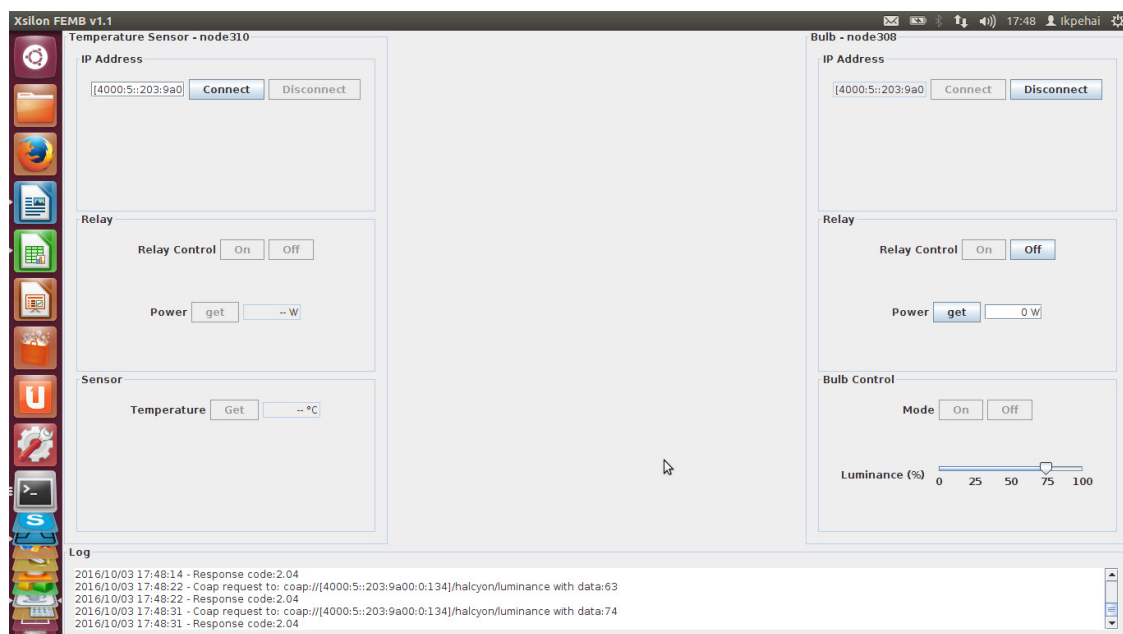 Xsilon FEMB v1.1
17:48 Ikpehai
Temperature Sensor - node310
IP Address
[4000:5::203:9a0 Connect Disconnect
Relay
Relay Control On Off
Power get -- W
Sensor
Temperature Get -- °C
Bulb - node308
IP Address
[4000:5::203:9a0 Connect Disconnect
Relay
Relay Control On Off
Power get 0 W
Bulb Control
Mode On Off
Luminance (%)
0 25 50 75 100
Log
2016/10/03 17:48:14 - Response code:2.04
2016/10/03 17:48:22 - Coap request to: coap://[4000:5::203:9a00:0:134]/halcyon/luminance with data:63
2016/10/03 17:48:22 - Response code:2.04
2016/10/03 17:48:31 - Coap request to: coap://[4000:5::203:9a00:0:134]/halcyon/luminance with data:74
2016/10/03 17:48:31 - Response code:2.04